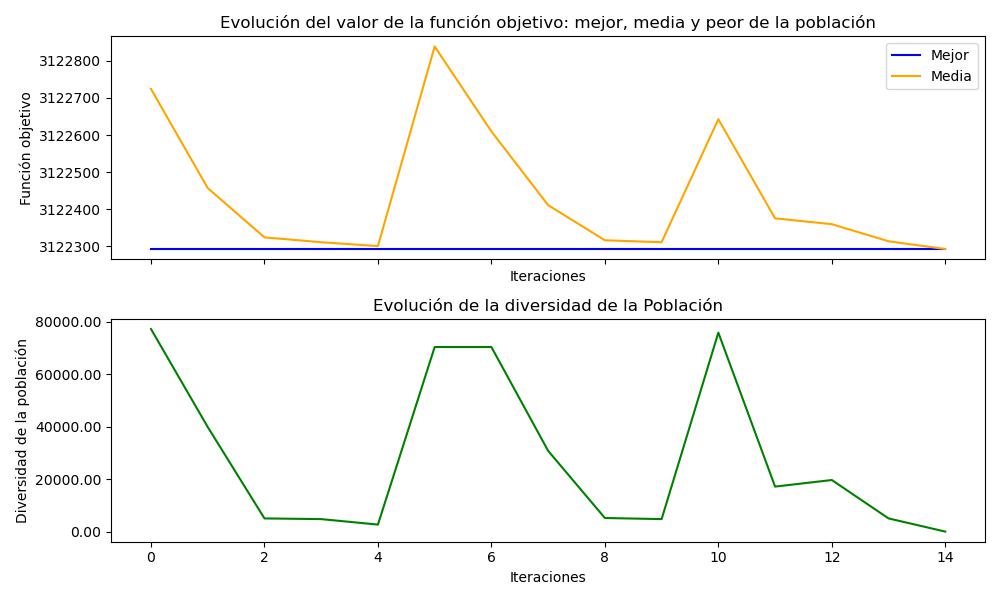 Evolución del valor de la función objetivo: mejor, media y peor de la población
Función objetivo
3122800
3122700
3122600
3122500
3122400
3122300
Mejor
Media
Iteraciones
Evolución de la diversidad de la Población
Diversidad de la población
80000.00
60000.00
40000.00
20000.00
0.00
0 2 4 6 8 10 12 14
Iteraciones